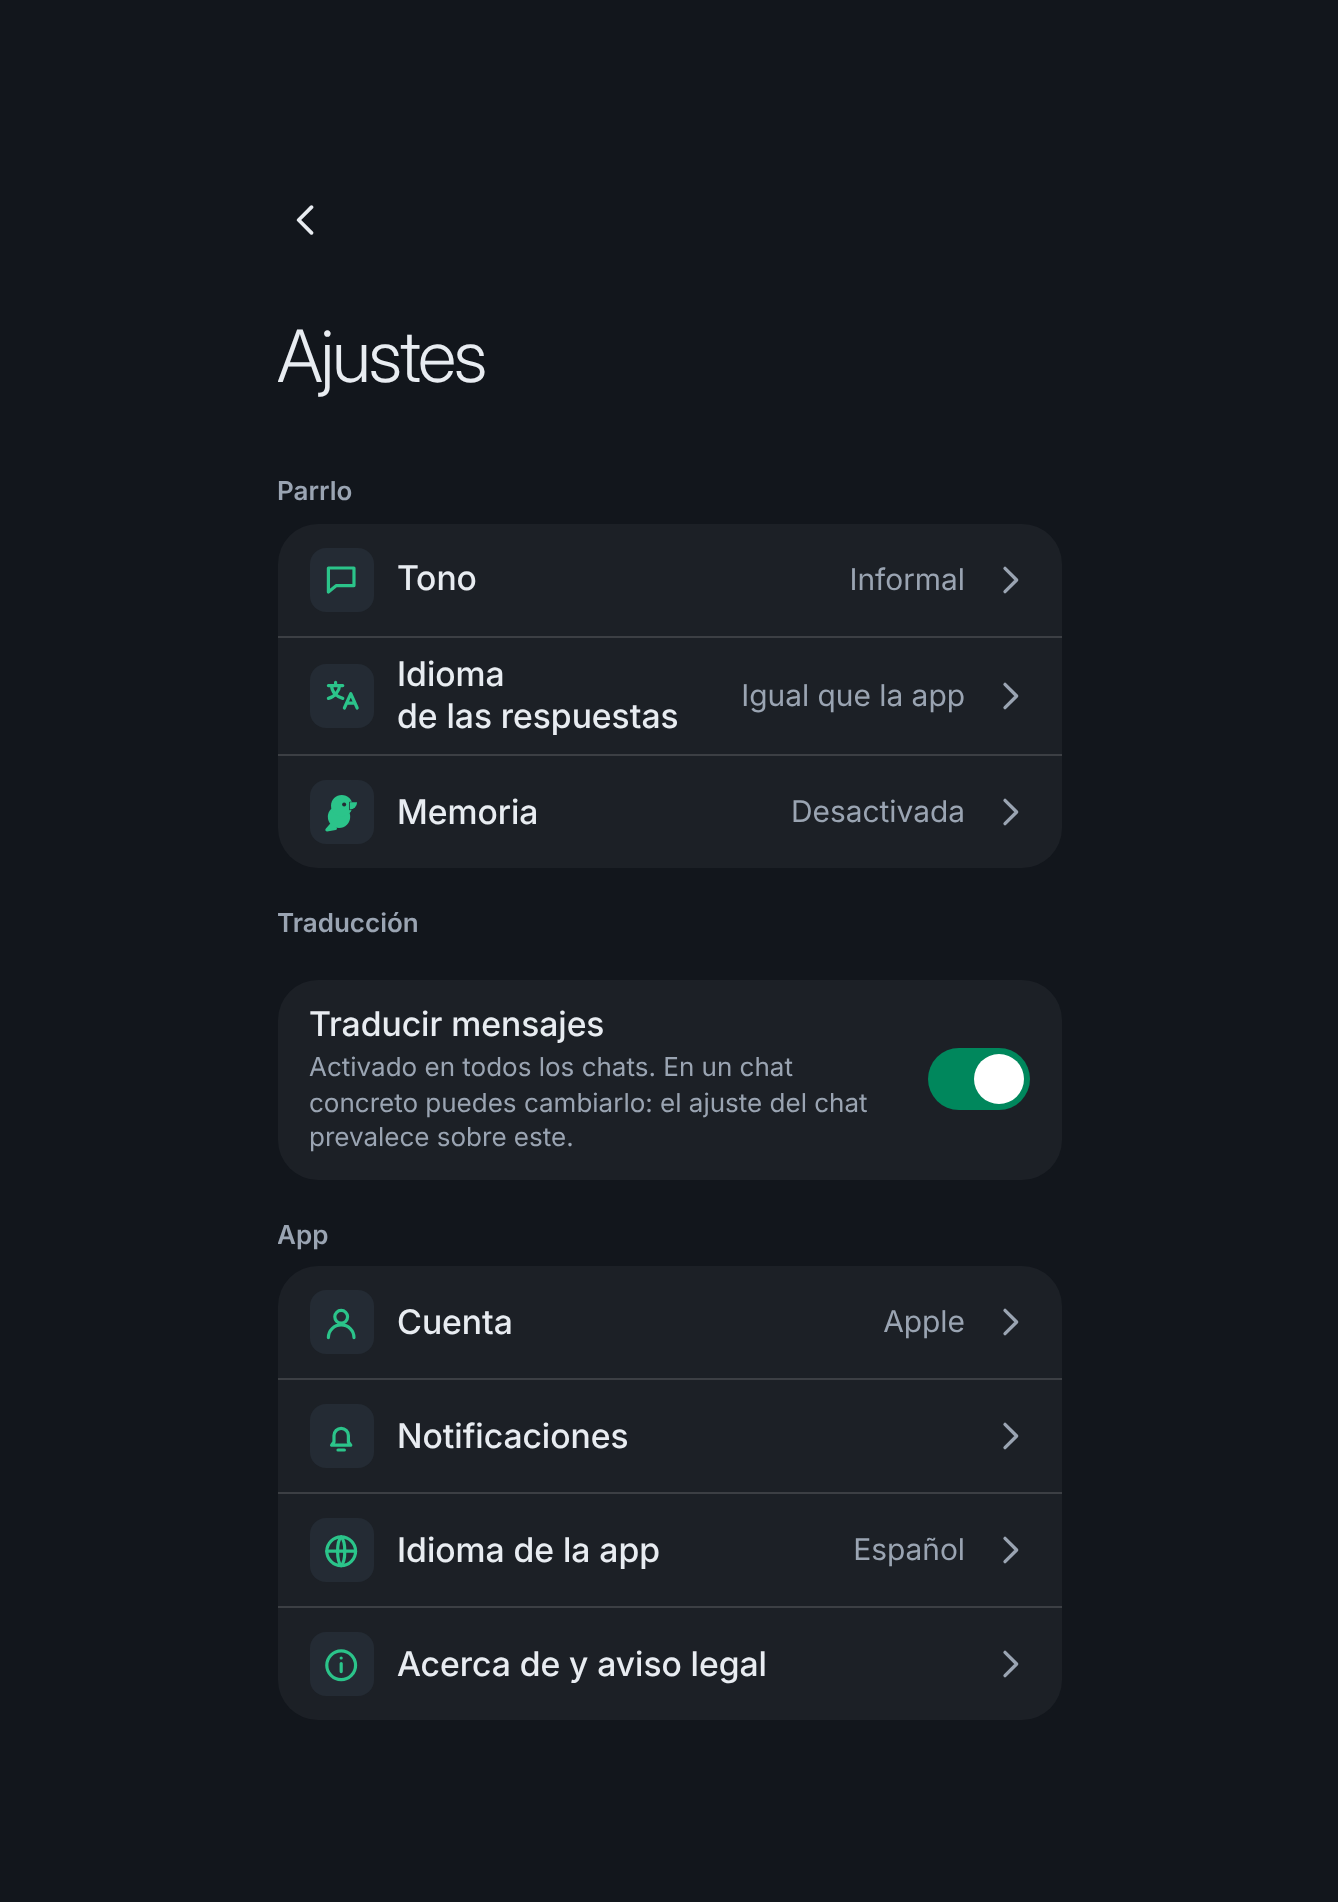 Ajustes
Parrlo
Tono
Informal
Idioma
de las respuestas
Igual que la app
Memoria
Desactivada
Traducción
Traducir mensajes
Activado en todos los chats. En un chat
concreto puedes cambiarlo: el ajuste del chat
prevalece sobre este.
App
Cuenta
Apple
Notificaciones
Idioma de la app
Español
Acerca de y aviso legal